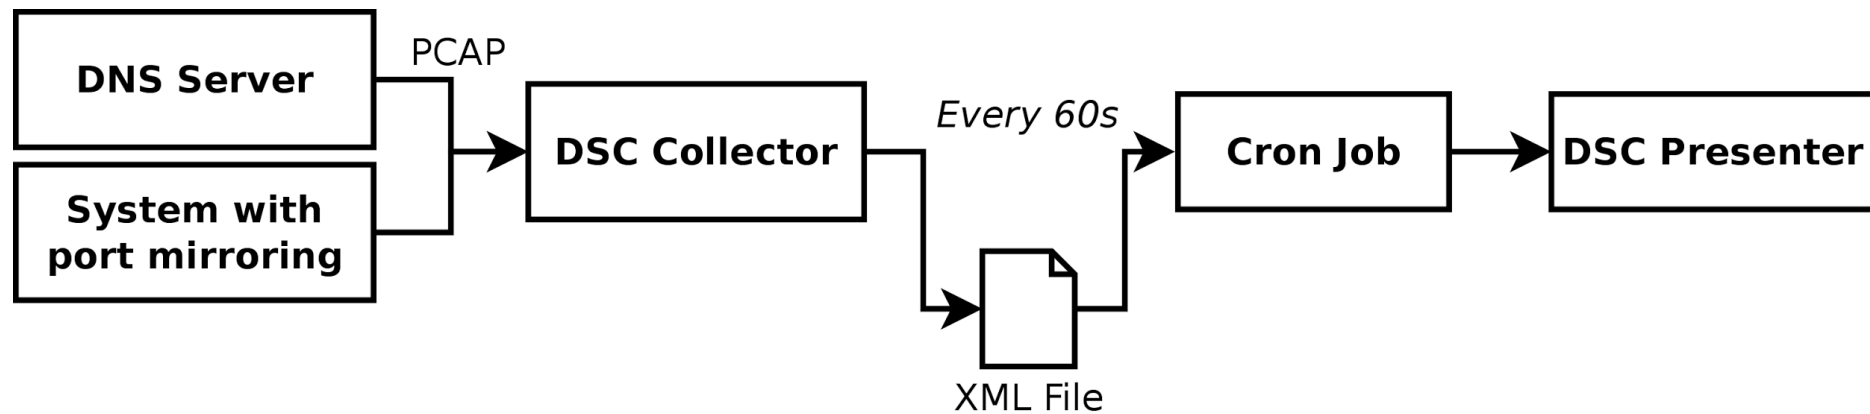 DNS Server
System with
port mirroring
PCAP
DSC Collector
Every 60s
XML File
Cron Job
DSC Presenter